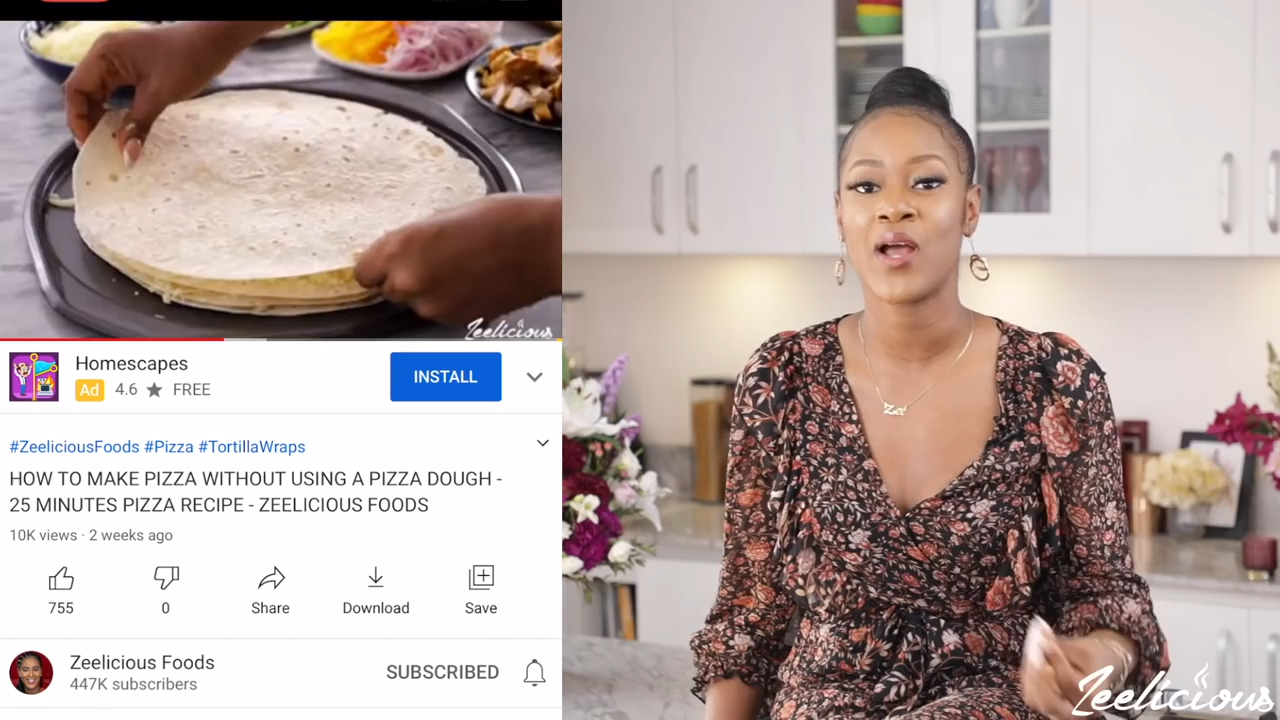 Zeelicious
Homescapes
Ad 4.6 ★ FREE
INSTALL
#ZeeliciousFoods #Pizza #TortillaWraps
HOW TO MAKE PIZZA WITHOUT USING A PIZZA DOUGH -
25 MINUTES PIZZA RECIPE - ZEELICIOUS FOODS
10K views · 2 weeks ago
755
0
Share
Download
Save
Zeelicious Foods
447K subscribers
SUBSCRIBED
Zee
Zeelicious